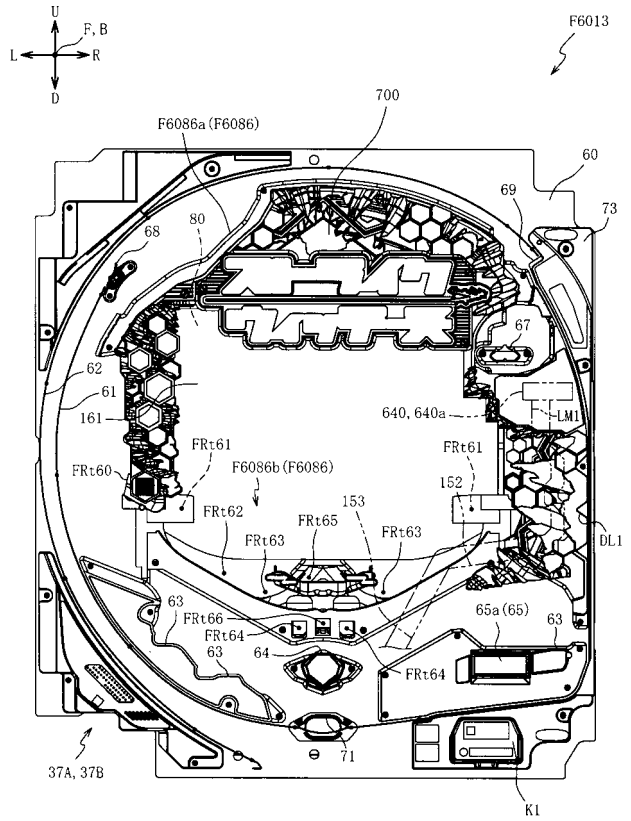 U
F, B
L R
D
F6013
700
F6086a(F6086)
60
80
69
73
68
67
62
61
161
640, 640a
LM1
FRt60
FRt61
F6086b(F6086)
FRt61
FRt62
153
152
FRt65
FRt63
FRt63
DL1
FRt66
63
FRt64
65a(65)
63
63
64
FRt64
71
37A, 37B
K1